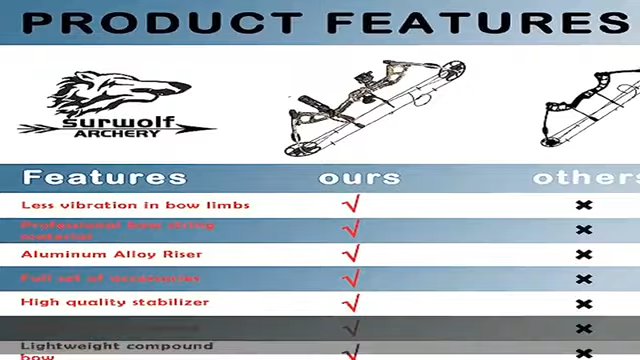 PRODUCT FEATURES
surwolf
ARCHERY
Features ours others
Less vibration in bow limbs √ ×
Professional bow string √ ×
material
Aluminum Alloy Riser √ ×
Full set of accessories √ ×
High quality stabilizer √ ×
√ ×
Lightweight compound √ ×
bow